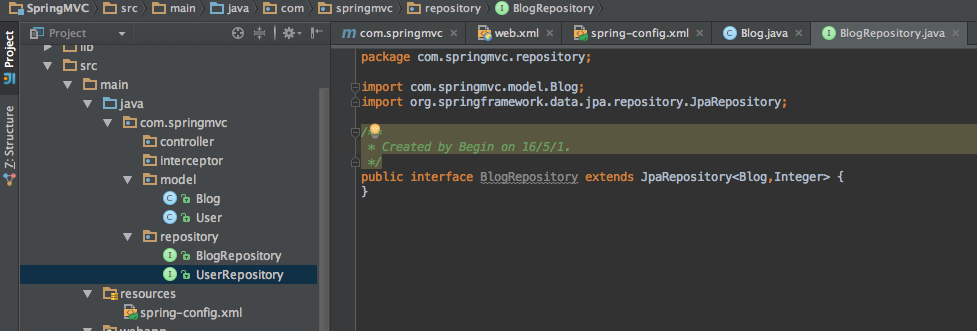 SpringMVC src main java com springmvc repository BlogRepository
Project
Z: Structure
Project
com.springmvc
web.xml
spring-config.xml
Blog.java
BlogRepository.java
lib
src
main
java
com.springmvc
controller
interceptor
model
Blog
User
repository
BlogRepository
UserRepository
resources
spring-config.xml
webapp
package com.springmvc.repository;
import com.springmvc.model.Blog;
import org.springframework.data.jpa.repository.JpaRepository;
/**
* Created by Begin on 16/5/1.
*/
public interface BlogRepository extends JpaRepository<Blog,Integer> {
}